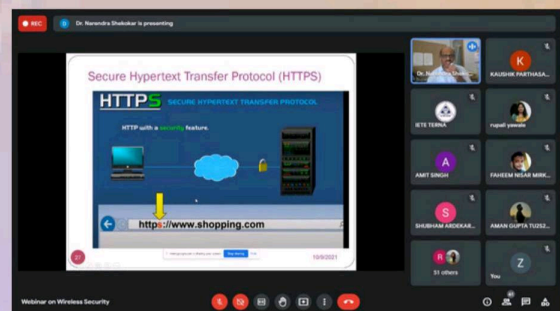 REC
Dr. Narendra Shekokar is presenting
Secure Hypertext Transfer Protocol (HTTPS)
HTTPS SECURE HYPERTEXT TRANSFER PROTOCOL
HTTP with a security feature.
https://www.shopping.com
27
10/9/2021
K
KAUSHIK PARTHASA...
IETE TERNA
rupali yawale
A
AMIT SINGH
FAHEEM NISAR MIRK...
S
SHUBHAM ARDEKAR...
AMAN GUPTA TU2S2...
R
51 others
Z
You
Webinar on Wireless Security
61